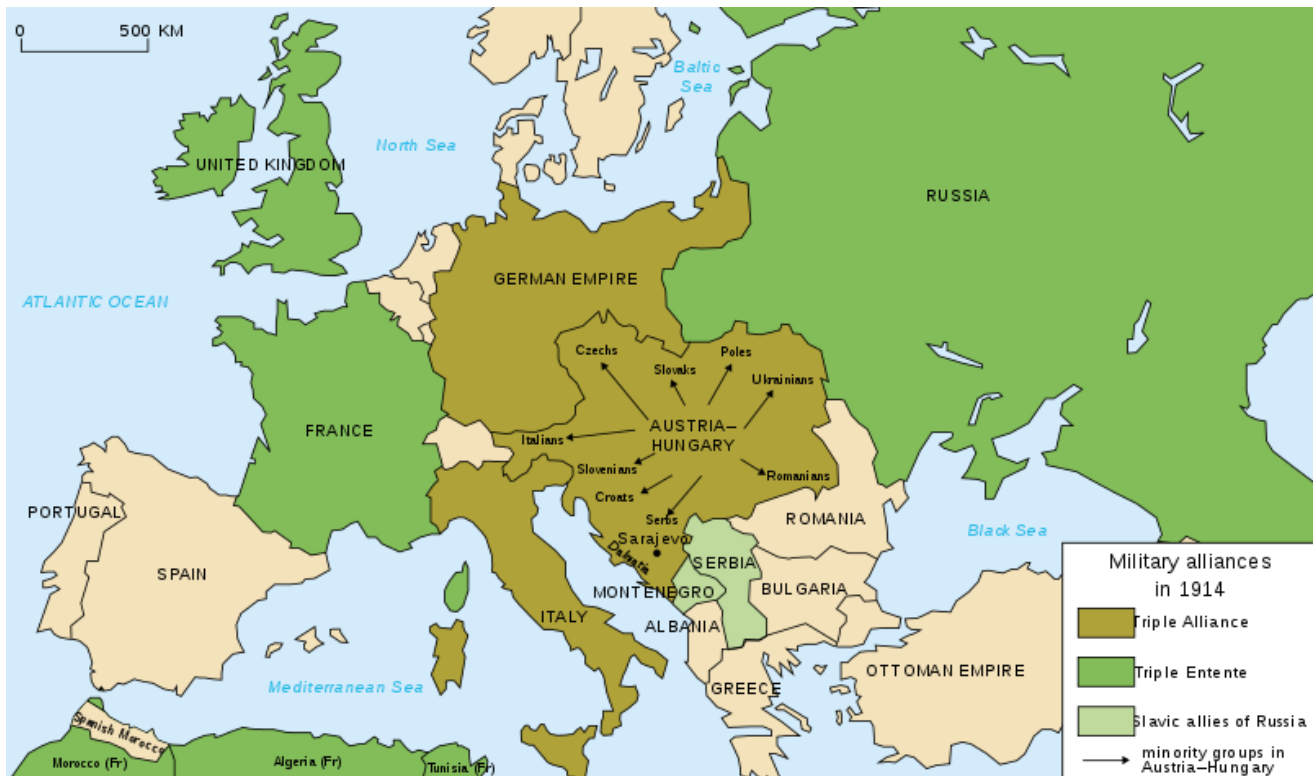 0 500 KM
Baltic
Sea
North Sea
UNITED KINGDOM
RUSSIA
GERMAN EMPIRE
ATLANTIC OCEAN
Czechs
Poles
Slovaks
Ukrainians
FRANCE
AUSTRIA–
HUNGARY
Italians
Slovenians
Romanians
Croats
PORTUGAL
Serbs
ROMANIA
Black Sea
Sarajevo
Dalmatia
SERBIA
SPAIN
MONTENEGRO
BULGARIA
ITALY
ALBANIA
OTTOMAN EMPIRE
Mediterranean Sea
GREECE
Spanish Morocco
Morocco (Fr)
Algeria (Fr)
Tunisia (Fr)
Military alliances
in 1914
Triple Alliance
Triple Entente
Slavic allies of Russia
minority groups in
Austria–Hungary